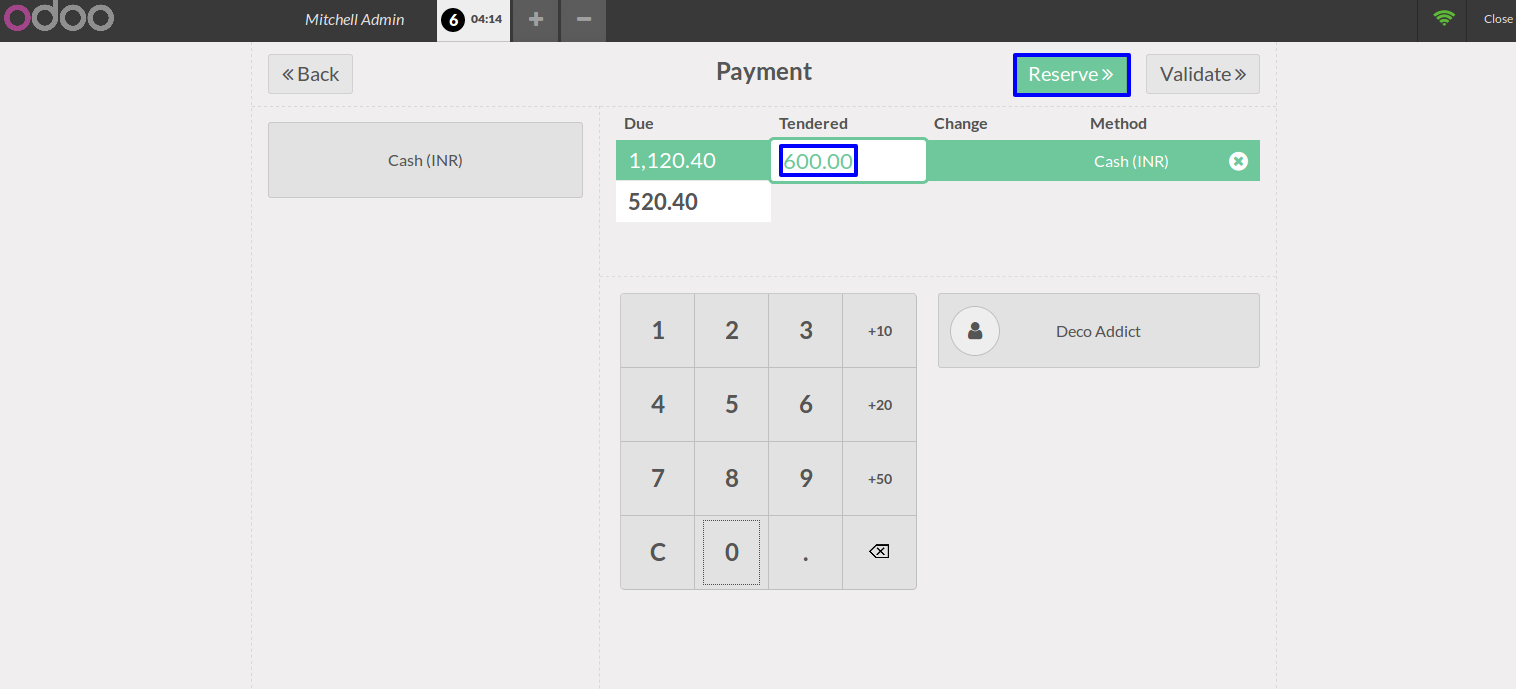 odoo
Mitchell Admin
6 04:14
+
−
Close
« Back
Payment
Reserve »
Validate »
Cash (INR)
Due Tendered Change Method
1,120.40 600.00 Cash (INR)
520.40
1 2 3 +10
4 5 6 +20
7 8 9 +50
C 0 .
Deco Addict